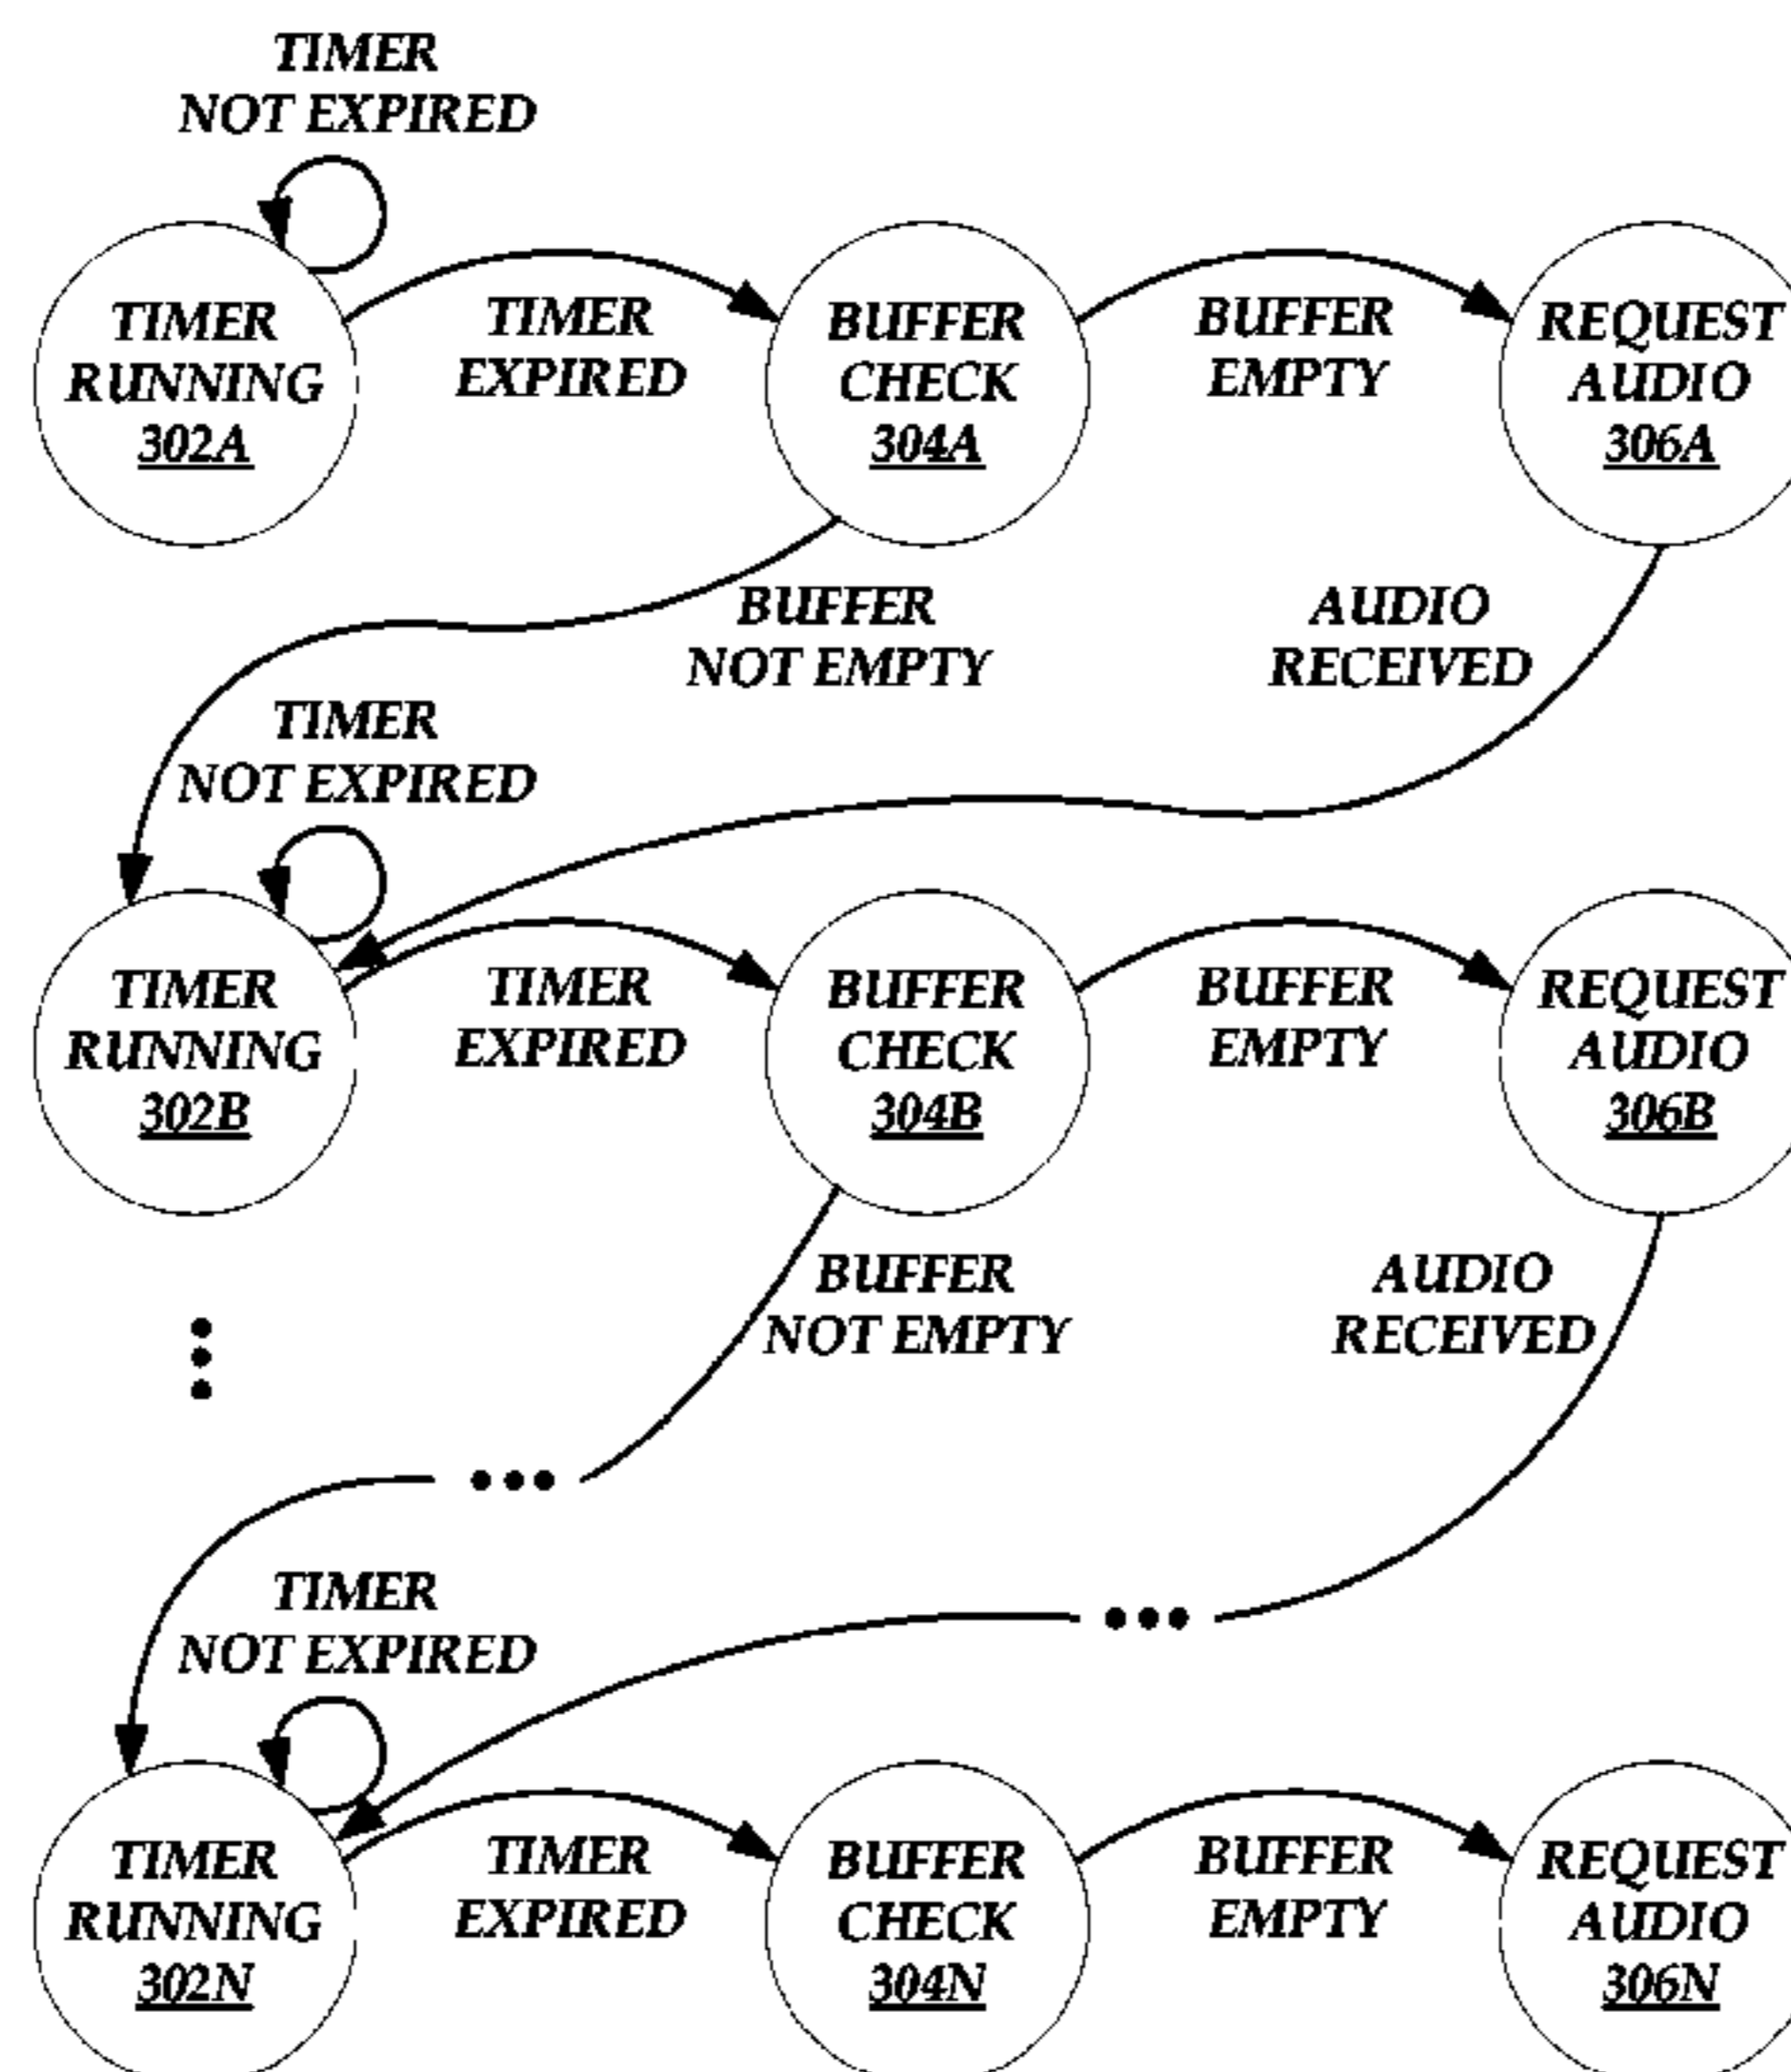 TIMER
NOT EXPIRED
TIMER
RUNNING
302A
TIMER
EXPIRED
BUFFER
CHECK
304A
BUFFER
EMPTY
REQUEST
AUDIO
306A
BUFFER
NOT EMPTY
AUDIO
RECEIVED
TIMER
NOT EXPIRED
TIMER
RUNNING
302B
TIMER
EXPIRED
BUFFER
CHECK
304B
BUFFER
EMPTY
REQUEST
AUDIO
306B
BUFFER
NOT EMPTY
AUDIO
RECEIVED
TIMER
NOT EXPIRED
TIMER
RUNNING
302N
TIMER
EXPIRED
BUFFER
CHECK
304N
BUFFER
EMPTY
REQUEST
AUDIO
306N